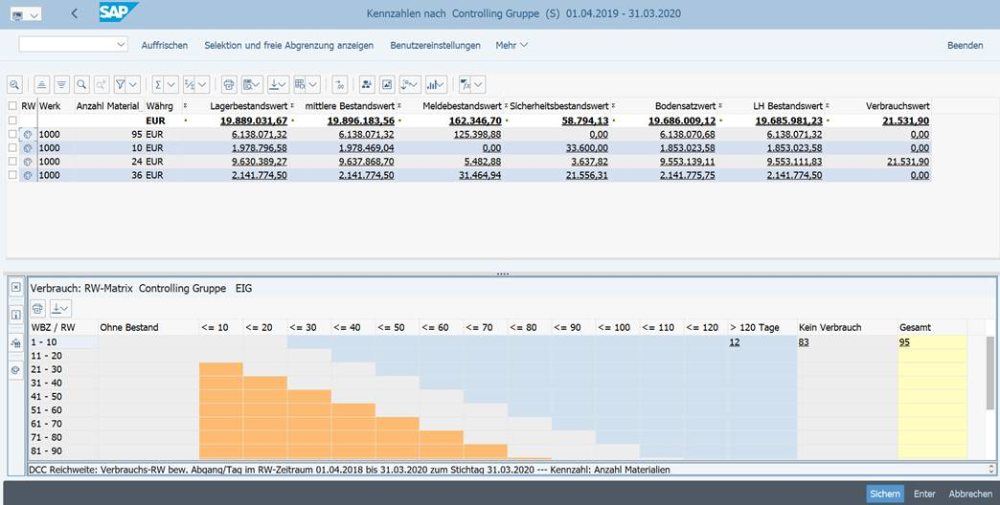 SAP Kennzahlen nach Controlling Gruppe (S) 01.04.2019 - 31.03.2020
Auffrischen Selektion und freie Abgrenzung anzeigen Benutzereinstellungen Mehr Beenden
RW Werk Anzahl Material Währg Σ Lagerbestandswert Σ mittlere Bestandswert Σ Meldebestandswert Σ Sicherheitsbestandswert Σ Bodensatzwert Σ LH Bestandswert Σ Verbrauchswert
EUR 19.889.031,67 19.896.183,56 162.346,70 58.794,13 19.686.009,12 19.685.981,23 21.531,90
1000 95 EUR 6.138.071,32 6.138.071,32 125.398,88 0,00 6.138.070,68 6.138.071,32 0,00
1000 10 EUR 1.978.796,58 1.978.469,04 0,00 33.600,00 1.853.023,58 1.853.023,58 0,00
1000 24 EUR 9.630.389,27 9.637.868,70 5.482,88 3.637,82 9.553.139,11 9.553.111,83 21.531,90
1000 36 EUR 2.141.774,50 2.141.774,50 31.464,94 21.556,31 2.141.775,75 2.141.774,50 0,00
Verbrauch: RW-Matrix Controlling Gruppe EIG
WBZ / RW Ohne Bestand <= 10 <= 20 <= 30 <= 40 <= 50 <= 60 <= 70 <= 80 <= 90 <= 100 <= 110 <= 120 > 120 Tage Kein Verbrauch Gesamt
1 - 10 12 83 95
11 - 20
21 - 30
31 - 40
41 - 50
51 - 60
61 - 70
71 - 80
81 - 90
DCC Reichweite: Verbrauchs-RW bew. Abgang/Tag im RW-Zeitraum 01.04.2018 bis 31.03.2020 zum Stichtag 31.03.2020 --- Kennzahl: Anzahl Materialien
Sichern Enter Abbrechen